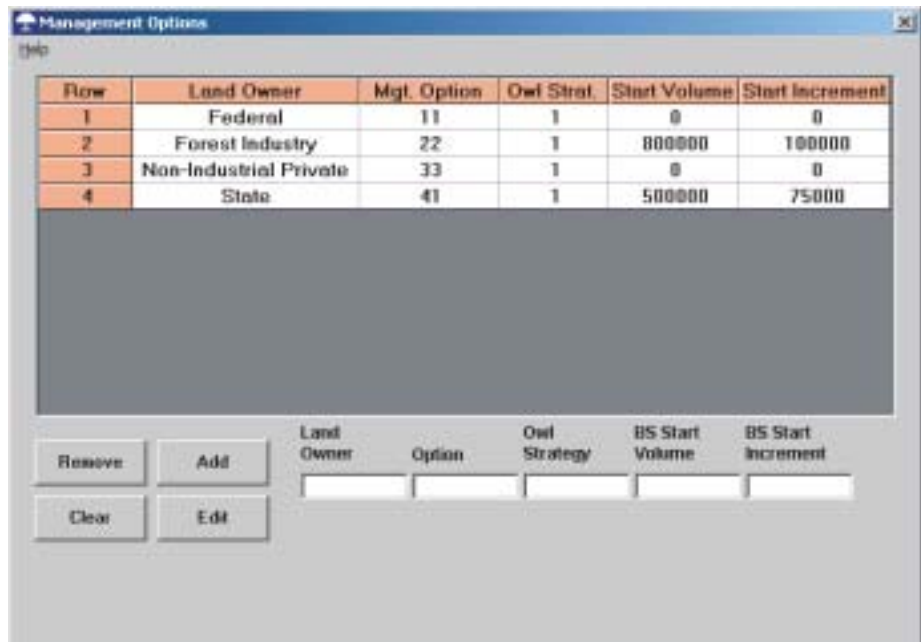 Management Options
Help
Row Land Owner Mgt. Option Owl Strat. Start Volume Start Increment
1 Federal 11 1 0 0
2 Forest Industry 22 1 800000 100000
3 Non-Industrial Private 33 1 0 0
4 State 41 1 500000 75000
Land Owner Option Owl Strategy BS Start Volume BS Start Increment
Remove Add
Clear Edit